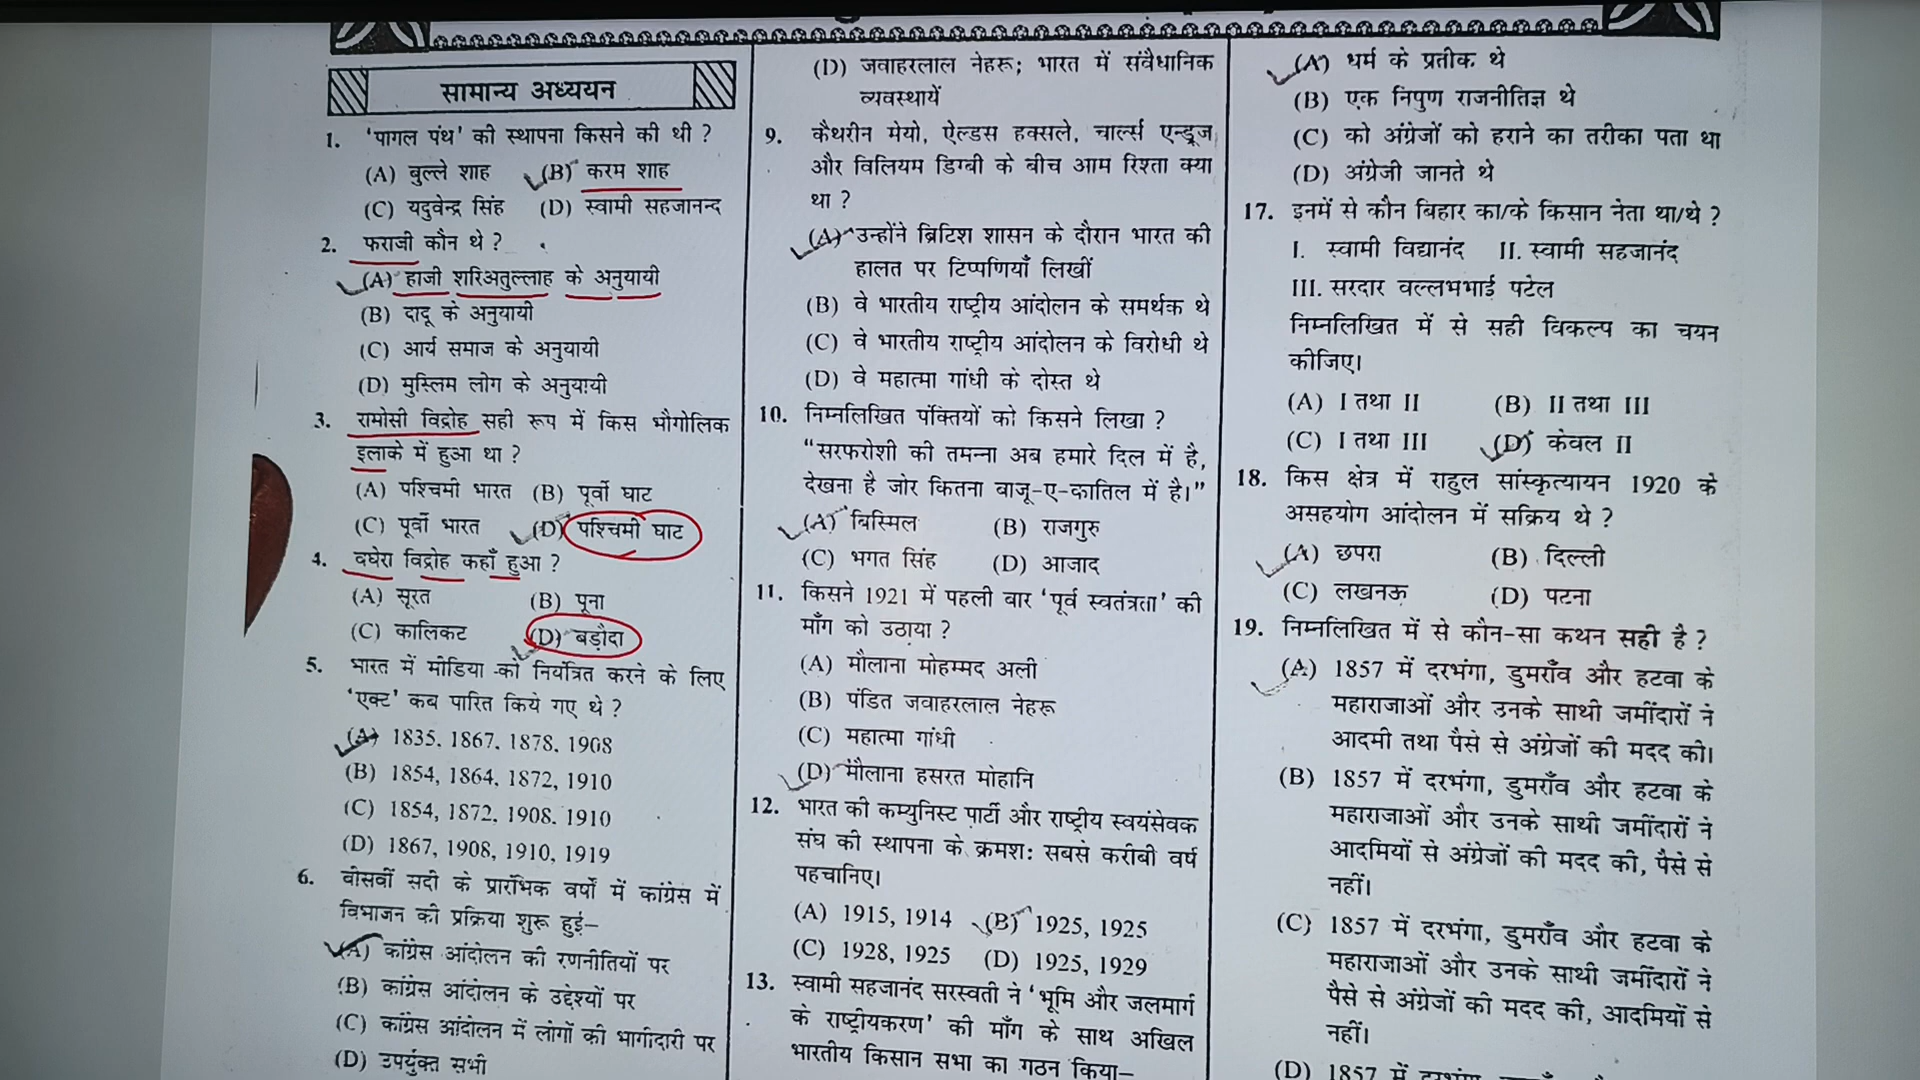 सामान्य अध्ययन
1. 'पागल पंथ' की स्थापना किसने की थी ?
(A) बुल्ले शाह (B) करम शाह
(C) यदुवेन्द्र सिंह (D) स्वामी सहजानन्द
2. फराजी कौन थे ?
(A) हाजी शरिअतुल्लाह के अनुयायी
(B) दादू के अनुयायी
(C) आर्य समाज के अनुयायी
(D) मुस्लिम लोग के अनुयायी
3. रामोसी विद्रोह सही रूप में किस भौगोलिक
इलाके में हुआ था ?
(A) पश्चिमी भारत (B) पूर्वी घाट
(C) पूर्वी भारत (D) पश्चिमी घाट
4. वघेरा विद्रोह कहाँ हुआ ?
(A) सूरत (B) पूना
(C) कालिकट (D) बड़ौदा
5. भारत में मीडिया को नियंत्रित करने के लिए
'एक्ट' कब पारित किये गए थे ?
(A) 1835, 1867, 1878, 1908
(B) 1854, 1864, 1872, 1910
(C) 1854, 1872, 1908, 1910
(D) 1867, 1908, 1910, 1919
6. बीसवीं सदी के प्रारंभिक वर्षों में कांग्रेस में
विभाजन की प्रक्रिया शुरू हुई–
(A) कांग्रेस आंदोलन की रणनीतियों पर
(B) कांग्रेस आंदोलन के उद्देश्यों पर
(C) कांग्रेस आंदोलन में लोगों की भागीदारी पर
(D) उपर्युक्त सभी
(D) जवाहरलाल नेहरू; भारत में संवैधानिक
व्यवस्थायें
9. कैथरीन मेयो, ऐल्डस हक्सले, चार्ल्स एन्ड्रूज
और विलियम डिग्बी के बीच आम रिश्ता क्या
था ?
(A) उन्होंने ब्रिटिश शासन के दौरान भारत की
हालत पर टिप्पणियाँ लिखीं
(B) वे भारतीय राष्ट्रीय आंदोलन के समर्थक थे
(C) वे भारतीय राष्ट्रीय आंदोलन के विरोधी थे
(D) वे महात्मा गांधी के दोस्त थे
10. निम्नलिखित पंक्तियों को किसने लिखा ?
“सरफरोशी की तमन्ना अब हमारे दिल में है,
देखना है जोर कितना बाजू-ए-कातिल में है।”
(A) बिस्मिल (B) राजगुरु
(C) भगत सिंह (D) आजाद
11. किसने 1921 में पहली बार 'पूर्व स्वतंत्रता' की
माँग को उठाया ?
(A) मौलाना मोहम्मद अली
(B) पंडित जवाहरलाल नेहरू
(C) महात्मा गांधी
(D) मौलाना हसरत मोहानि
12. भारत की कम्युनिस्ट पार्टी और राष्ट्रीय स्वयंसेवक
संघ की स्थापना के क्रमश: सबसे करीबी वर्ष
पहचानिए।
(A) 1915, 1914 (B) 1925, 1925
(C) 1928, 1925 (D) 1925, 1929
13. स्वामी सहजानंद सरस्वती ने 'भूमि और जलमार्ग
के राष्ट्रीयकरण' की माँग के साथ अखिल
भारतीय किसान सभा का गठन किया–
(A) धर्म के प्रतीक थे
(B) एक निपुण राजनीतिज्ञ थे
(C) को अंग्रेजों को हराने का तरीका पता था
(D) अंग्रेजी जानते थे
17. इनमें से कौन बिहार का/के किसान नेता था/थे ?
I. स्वामी विद्यानंद II. स्वामी सहजानंद
III. सरदार वल्लभभाई पटेल
निम्नलिखित में से सही विकल्प का चयन
कीजिए।
(A) I तथा II (B) II तथा III
(C) I तथा III (D) केवल II
18. किस क्षेत्र में राहुल सांस्कृत्यायन 1920 के
असहयोग आंदोलन में सक्रिय थे ?
(A) छपरा (B) दिल्ली
(C) लखनऊ (D) पटना
19. निम्नलिखित में से कौन-सा कथन सही है ?
(A) 1857 में दरभंगा, डुमराँव और हटवा के
महाराजाओं और उनके साथी जमींदारों ने
आदमी तथा पैसे से अंग्रेजों की मदद की।
(B) 1857 में दरभंगा, डुमराँव और हटवा के
महाराजाओं और उनके साथी जमींदारों ने
आदमियों से अंग्रेजों की मदद की, पैसे से
नहीं।
(C) 1857 में दरभंगा, डुमराँव और हटवा के
महाराजाओं और उनके साथी जमींदारों ने
पैसे से अंग्रेजों की मदद की, आदमियों से
नहीं।
(D) 1857 में